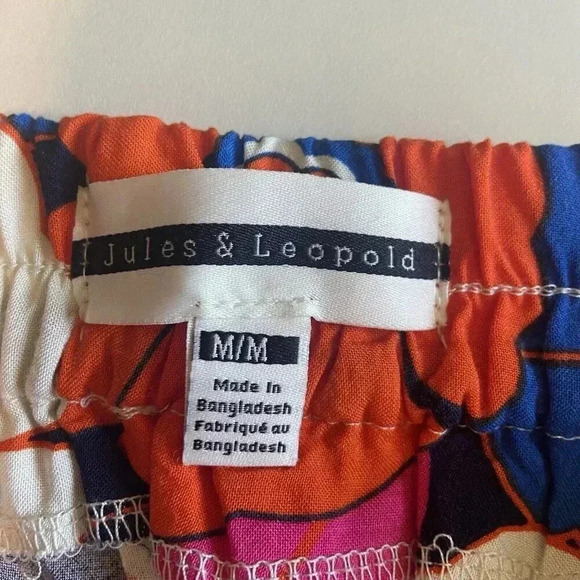 Jules & Leopold
M/M
Made in
Bangladesh
Fabriqué au
Bangladesh